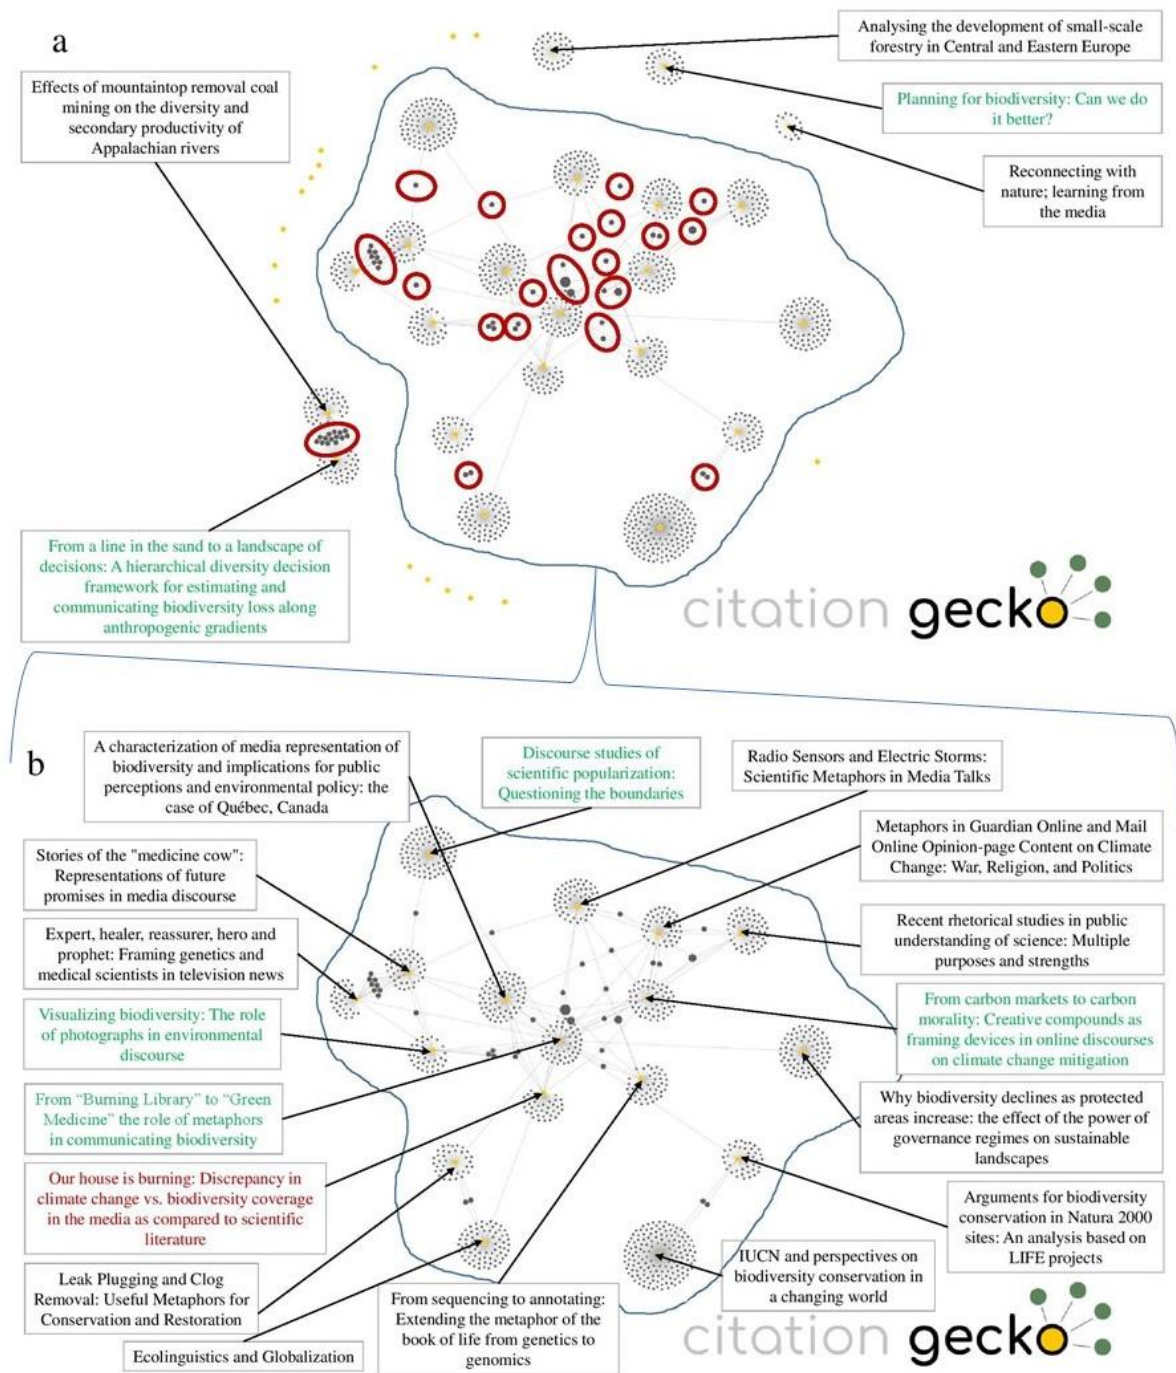 a
Analysing the development of small-scale
forestry in Central and Eastern Europe
Effects of mountaintop removal coal
mining on the diversity and
secondary productivity of
Appalachian rivers
Planning for biodiversity: Can we do
it better?
Reconnecting with
nature; learning from
the media
From a line in the sand to a landscape of
decisions: A hierarchical diversity decision
framework for estimating and
communicating biodiversity loss along
anthropogenic gradients
citation gecko
b
A characterization of media representation of
biodiversity and implications for public
perceptions and environmental policy: the
case of Québec, Canada
Discourse studies of
scientific popularization:
Questioning the boundaries
Radio Sensors and Electric Storms:
Scientific Metaphors in Media Talks
Metaphors in Guardian Online and Mail
Online Opinion-page Content on Climate
Change: War, Religion, and Politics
Stories of the "medicine cow":
Representations of future
promises in media discourse
Recent rhetorical studies in public
understanding of science: Multiple
purposes and strengths
Expert, healer, reassurer, hero and
prophet: Framing genetics and
medical scientists in television news
From carbon markets to carbon
morality: Creative compounds as
framing devices in online discourses
on climate change mitigation
Visualizing biodiversity: The role
of photographs in environmental
discourse
From “Burning Library” to “Green
Medicine” the role of metaphors
in communicating biodiversity
Why biodiversity declines as protected
areas increase: the effect of the power of
governance regimes on sustainable
landscapes
Our house is burning: Discrepancy in
climate change vs. biodiversity coverage
in the media as compared to scientific
literature
Arguments for biodiversity
conservation in Natura 2000
sites: An analysis based on
LIFE projects
Leak Plugging and Clog
Removal: Useful Metaphors for
Conservation and Restoration
IUCN and perspectives on
biodiversity conservation in
a changing world
From sequencing to annotating:
Extending the metaphor of the
book of life from genetics to
genomics
Ecolinguistics and Globalization
citation gecko